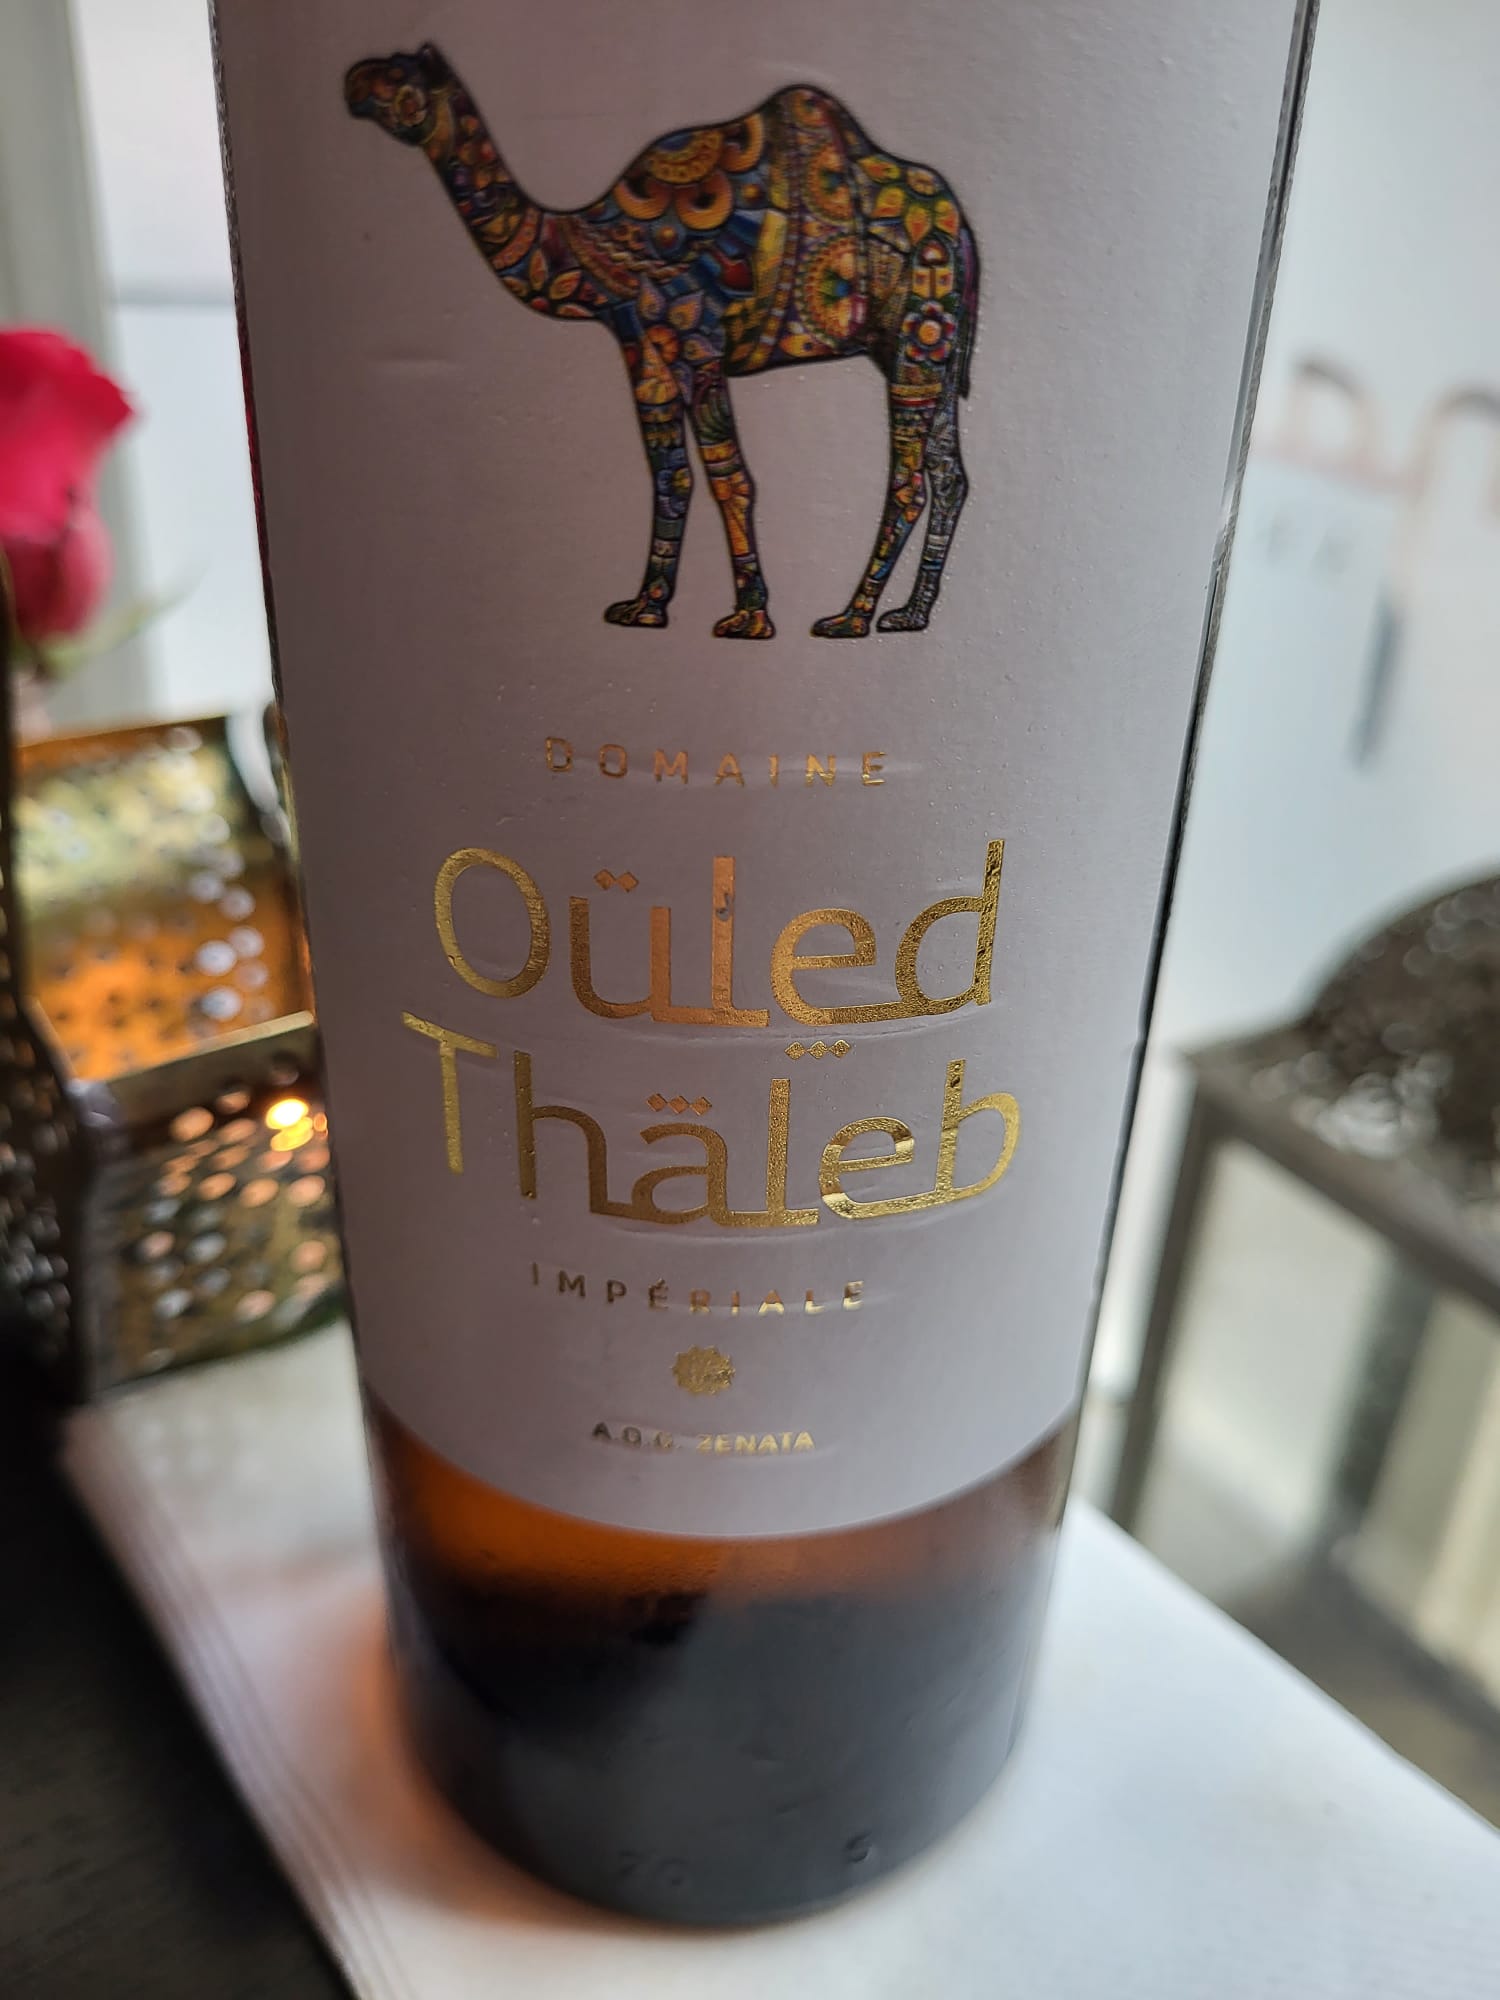 DOMAINE
Oüled
Thäleb
IMPÉRIALE
A.O.G. ZENATA